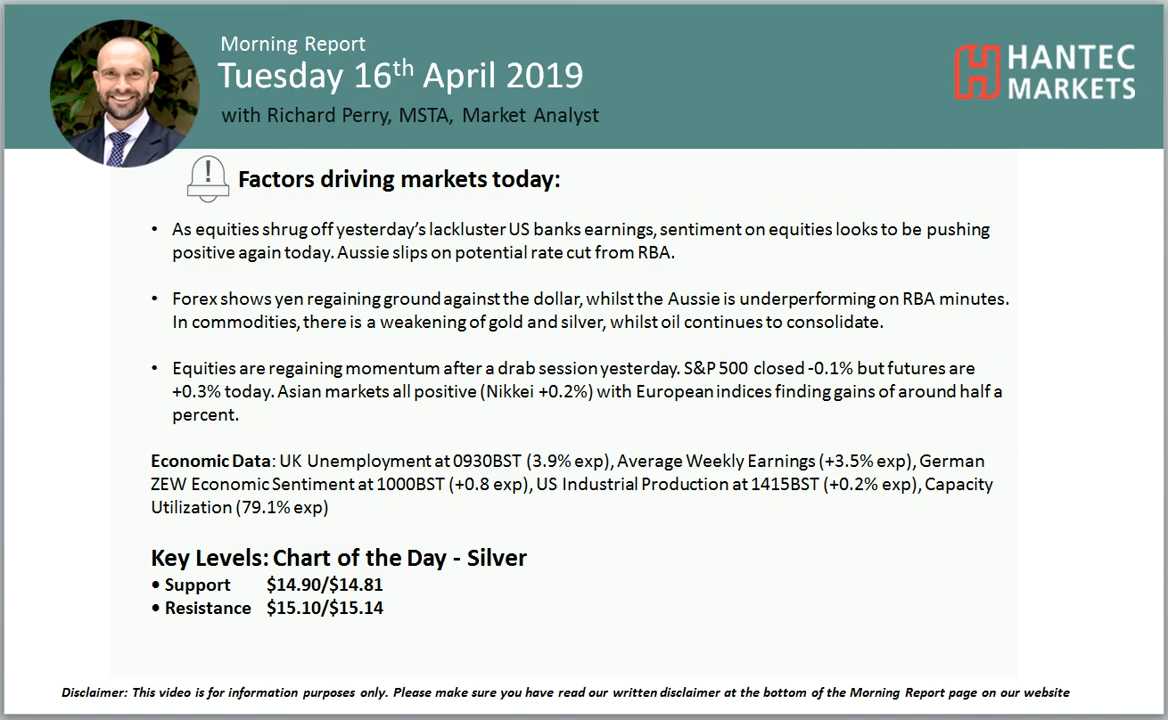 Morning Report
Tuesday 16th April 2019
with Richard Perry, MSTA, Market Analyst
HANTEC
MARKETS
Factors driving markets today:
• As equities shrug off yesterday's lackluster US banks earnings, sentiment on equities looks to be pushing
positive again today. Aussie slips on potential rate cut from RBA.
• Forex shows yen regaining ground against the dollar, whilst the Aussie is underperforming on RBA minutes.
In commodities, there is a weakening of gold and silver, whilst oil continues to consolidate.
• Equities are regaining momentum after a drab session yesterday. S&P 500 closed -0.1% but futures are
+0.3% today. Asian markets all positive (Nikkei +0.2%) with European indices finding gains of around half a
percent.
Economic Data: UK Unemployment at 0930BST (3.9% exp), Average Weekly Earnings (+3.5% exp), German
ZEW Economic Sentiment at 1000BST (+0.8 exp), US Industrial Production at 1415BST (+0.2% exp), Capacity
Utilization (79.1% exp)
Key Levels: Chart of the Day - Silver
• Support $14.90/$14.81
• Resistance $15.10/$15.14
Disclaimer: This video is for information purposes only. Please make sure you have read our written disclaimer at the bottom of the Morning Report page on our website